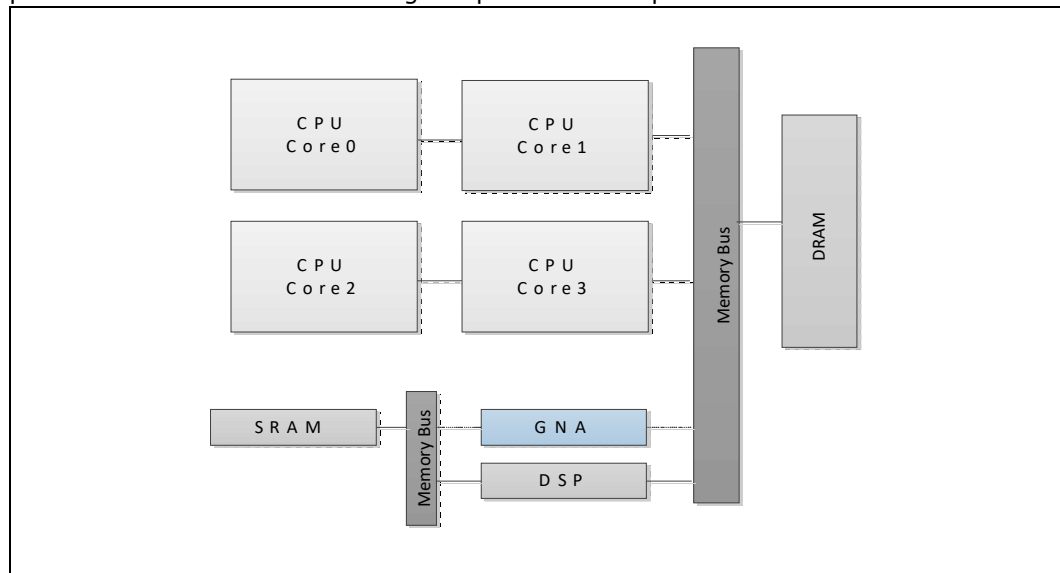 CPU
Core0
CPU
Core1
CPU
Core2
CPU
Core3
Memory Bus
DRAM
SRAM
Memory Bus
GNA
DSP